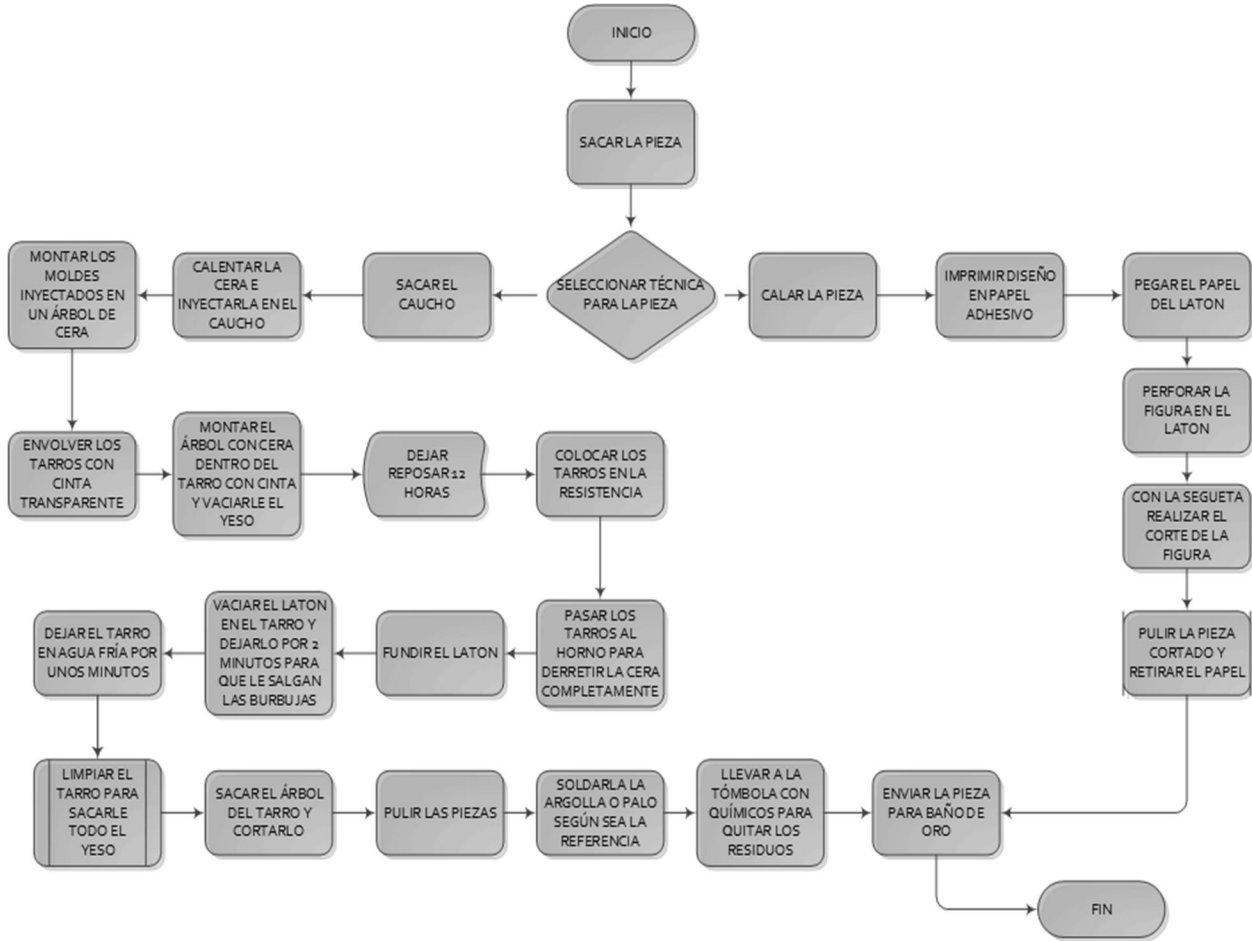 INICIO
SACAR LA PIEZA
SELECCIONAR TÉCNICA
PARA LA PIEZA
SACAR EL
CAUCHO
CALENTAR LA
CERA E
INYECTARLA EN EL
CAUCHO
MONTAR LOS
MOLDES
INYECTADOS EN
UN ÁRBOL DE
CERA
CALAR LA PIEZA
IMPRIMIR DISEÑO
EN PAPEL
ADHESIVO
PEGAR EL PAPEL
DEL LATON
PERFORAR LA
FIGURA EN EL
LATON
CON LA SEGUETA
REALIZAR EL
CORTE DE LA
FIGURA
PULIR LA PIEZA
CORTADO Y
RETIRAR EL PAPEL
ENVOLVER LOS
TARROS CON
CINTA
TRANSPARENTE
MONTAR EL
ÁRBOL CON CERA
DENTRO DEL
TARRO CON CINTA
Y VACIARLE EL
YESO
DEJAR
REPOSAR 12
HORAS
COLOCAR LOS
TARROS EN LA
RESISTENCIA
PASAR LOS
TARROS AL
HORNO PARA
DERRETIR LA CERA
COMPLETAMENTE
FUNDIR EL LATON
VACIAR EL LATON
EN EL TARRO Y
DEJARLO POR 2
MINUTOS PARA
QUE LE SALGAN
LAS BURBUJAS
DEJAR EL TARRO
EN AGUA FRÍA POR
UNOS MINUTOS
LIMPIAR EL
TARRO PARA
SACARLE
TODO EL
YESO
SACAR EL ÁRBOL
DEL TARRO Y
CORTARLO
PULIR LAS PIEZAS
SOLDARLA LA
ARGOLLA O PALO
SEGÚN SEA LA
REFERENCIA
LLEVAR A LA
TÓMBOLA CON
QUÍMICOS PARA
QUITAR LOS
RESIDUOS
ENVIAR LA PIEZA
PARA BAÑO DE
ORO
FIN